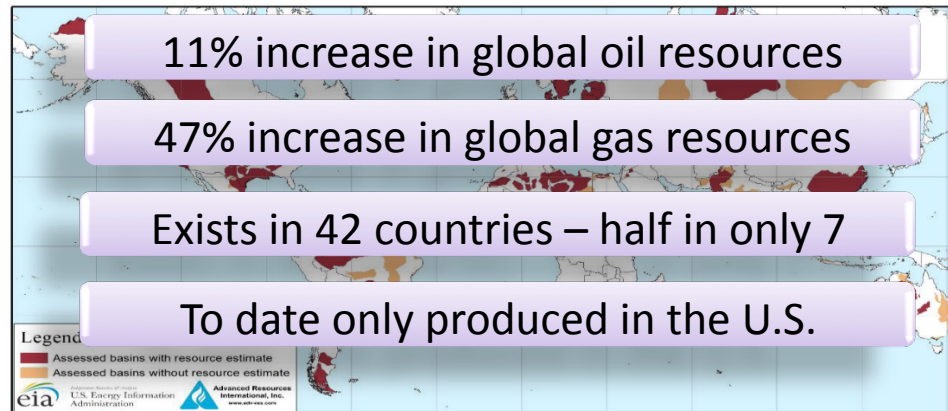 11% increase in global oil resources
47% increase in global gas resources
Exists in 42 countries – half in only 7
To date only produced in the U.S.
Legend
Assessed basins with resource estimate
Assessed basins without resource estimate
eia
U.S. Energy Information
Administration
Advanced Resources
International, Inc.